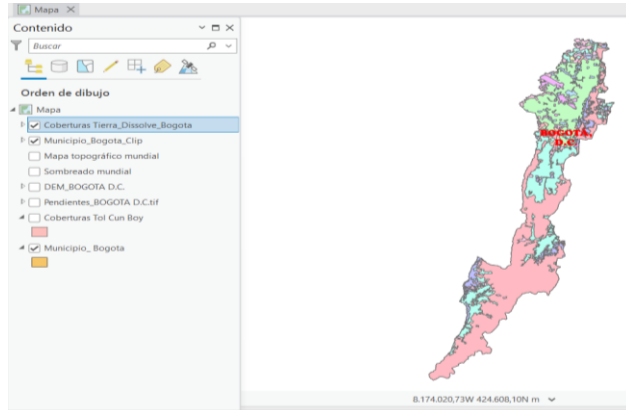 Mapa
Contenido
Buscar
Orden de dibujo
Mapa
Coberturas Tierra_Dissolve_Bogota
Municipio_Bogota_Clip
Mapa topográfico mundial
Sombreado mundial
DEM_BOGOTA D.C.
Pendientes_BOGOTA D.C.tif
Coberturas Tol Cun Boy
Municipio_ Bogota
BOGOTÁ,
D.C.
8.174.020,73W 424.608,10N m